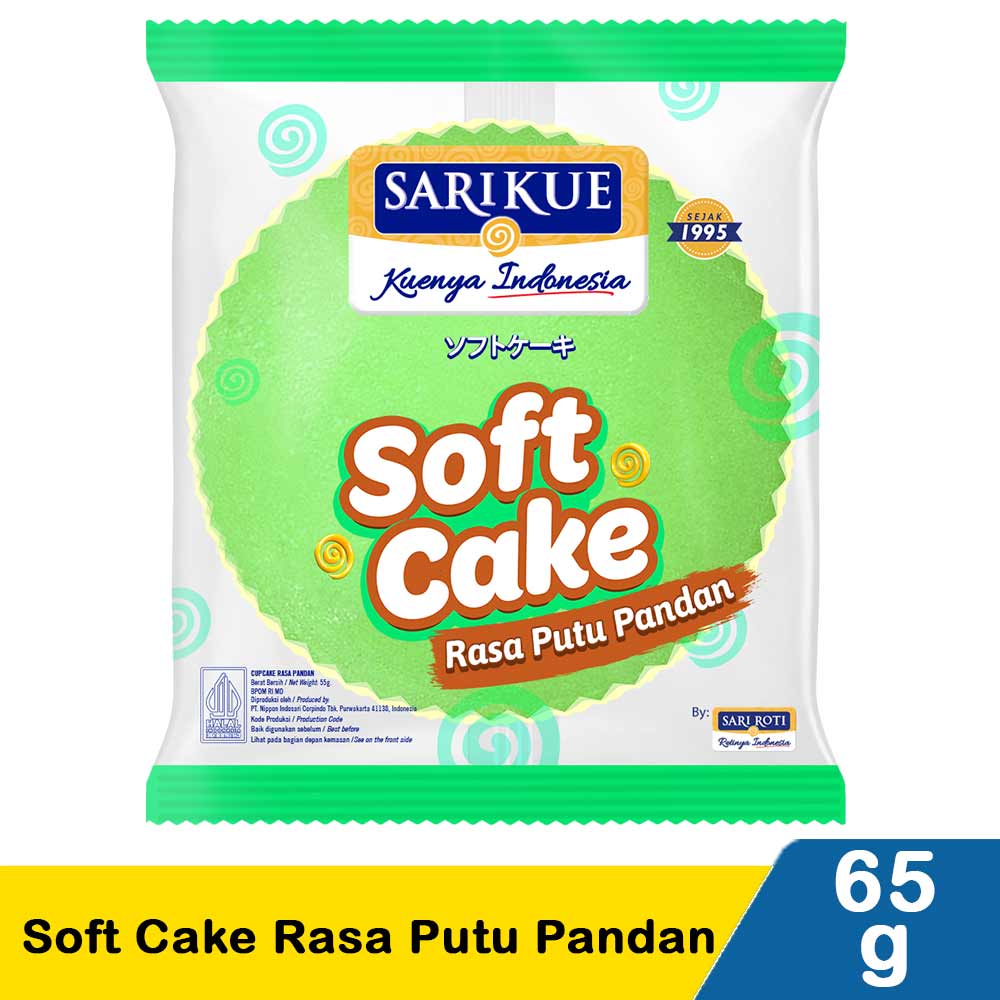 SARI KUE
Kuenya Indonesia
SEJAK
1995
ソフトケーキ
Soft
Cake
Rasa Putu Pandan
CUPCAKE RASA PANDAN
Berat Bersih / Net Weight: 55g
BPOM RI MD
Diproduksi oleh / Produced by
PT. Nippon Indosari Corpindo Tbk, Purwakarta 41138, Indonesia
Kode Produksi / Production Code
Baik digunakan sebelum / Best before
Lihat pada bagian depan kemasan /See on the front side
HALAL
INDONESIA
By:
SARI ROTI
Rotinya Indonesia
Soft Cake Rasa Putu Pandan
65
g